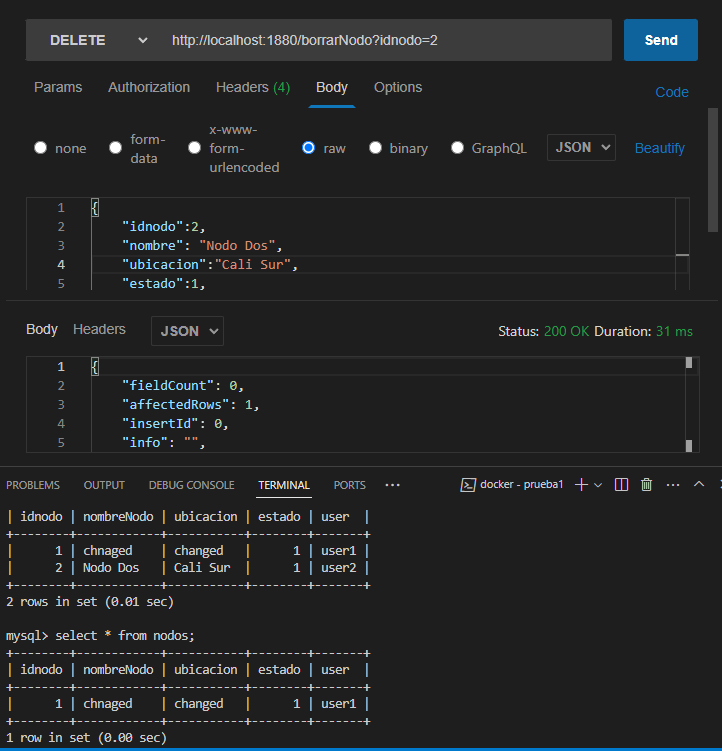 DELETE http://localhost:1880/borrarNodo?idnodo=2 Send
Params Authorization Headers (4) Body Options Code
none form-data x-www-form-urlencoded raw binary GraphQL JSON Beautify
1 {
2 "idnodo":2,
3 "nombre": "Nodo Dos",
4 "ubicacion":"Cali Sur",
5 "estado":1,
Body Headers JSON Status: 200 OK Duration: 31 ms
1 {
2 "fieldCount": 0,
3 "affectedRows": 1,
4 "insertId": 0,
5 "info": "",
PROBLEMS OUTPUT DEBUG CONSOLE TERMINAL PORTS ··· docker - prueba1
| idnodo | nombreNodo | ubicacion | estado | user |
+--------+------------+-----------+--------+-------+
| 1 | chnaged | changed | 1 | user1 |
| 2 | Nodo Dos | Cali Sur | 1 | user2 |
+--------+------------+-----------+--------+-------+
2 rows in set (0.01 sec)
mysql> select * from nodos;
+--------+------------+-----------+--------+-------+
| idnodo | nombreNodo | ubicacion | estado | user |
+--------+------------+-----------+--------+-------+
| 1 | chnaged | changed | 1 | user1 |
+--------+------------+-----------+--------+-------+
1 row in set (0.00 sec)